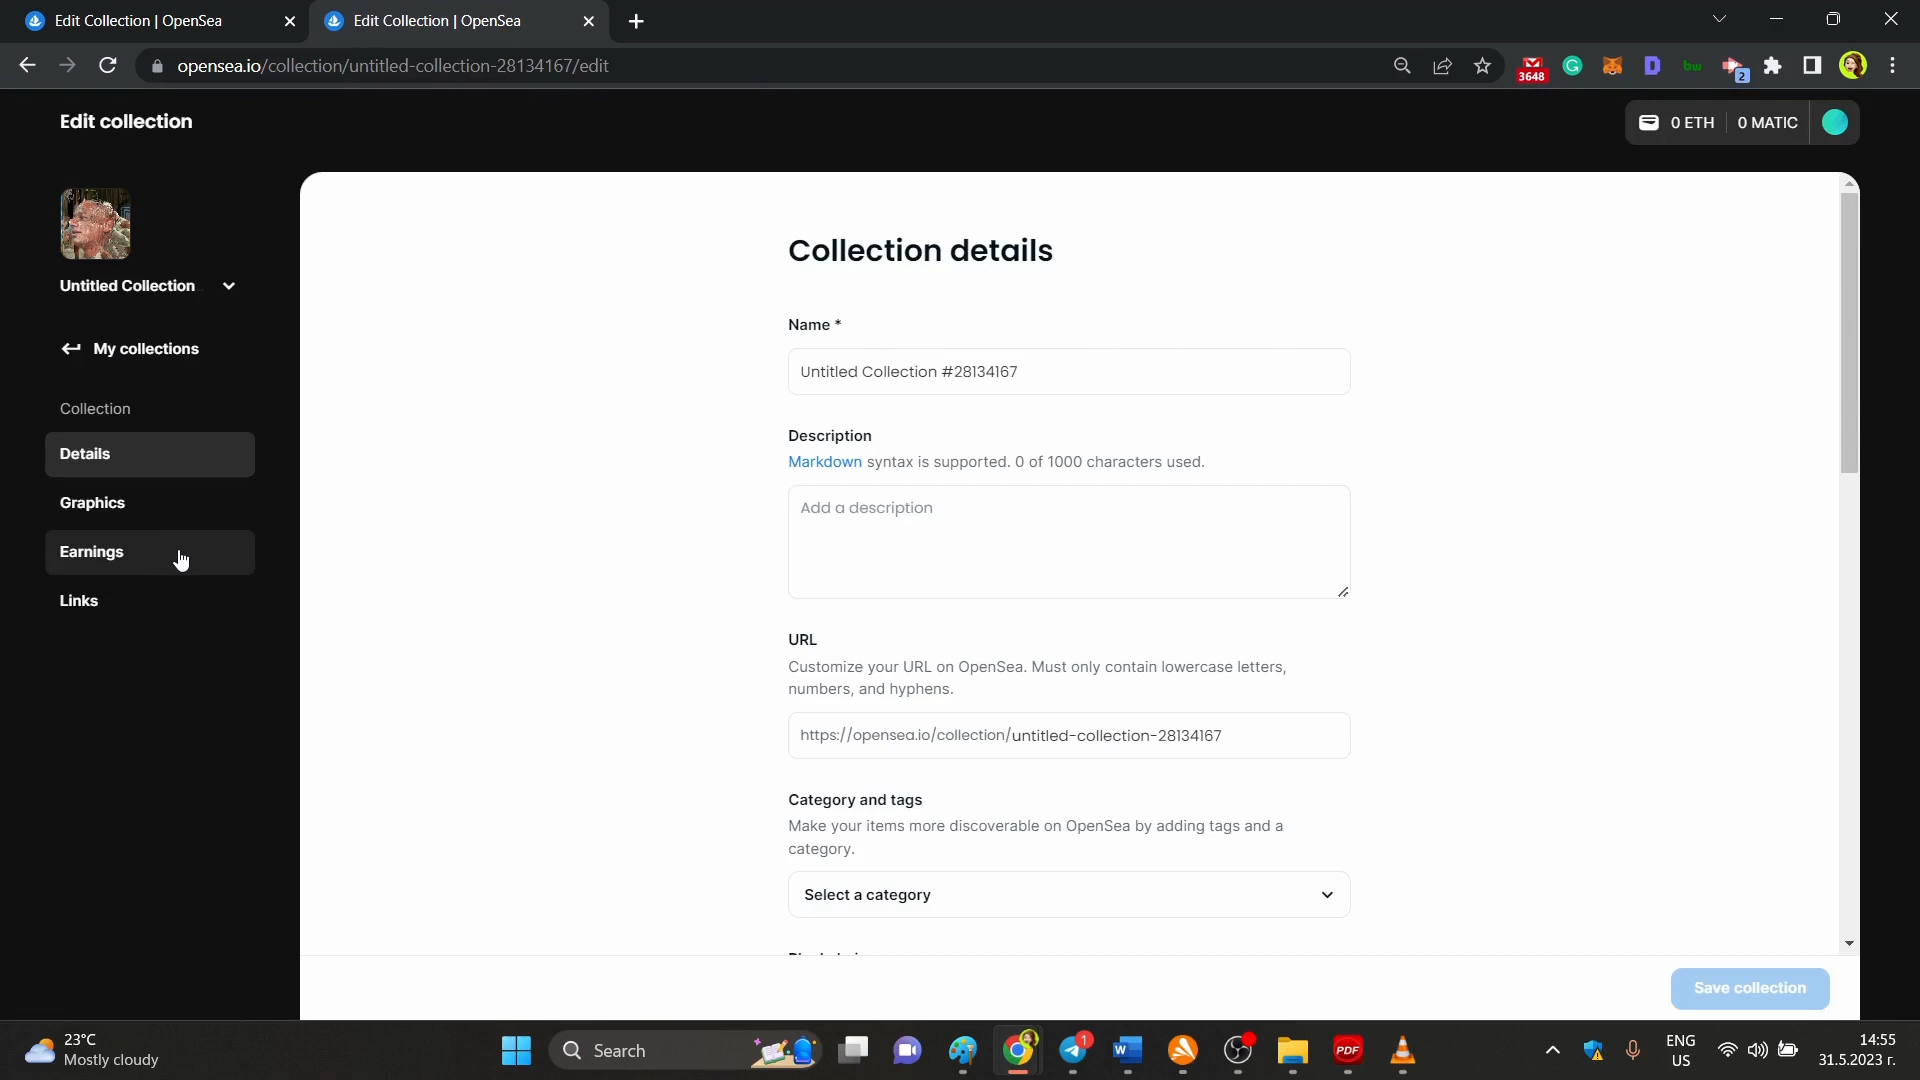 Edit Collection | OpenSea
Edit Collection | OpenSea
opensea.io/collection/untitled-collection-28134167/edit
3648
2
Edit collection
0 ETH
0 MATIC
Untitled Collection
My collections
Collection
Details
Graphics
Earnings
Links
Collection details
Name *
Untitled Collection #28134167
Description
Markdown syntax is supported. 0 of 1000 characters used.
Add a description
URL
Customize your URL on OpenSea. Must only contain lowercase letters,
numbers, and hyphens.
https://opensea.io/collection/untitled-collection-28134167
Category and tags
Make your items more discoverable on OpenSea by adding tags and a
category.
Select a category
Save collection
23°C
Mostly cloudy
Search
1
W
PDF
ENG
US
14:55
31.5.2023 г.